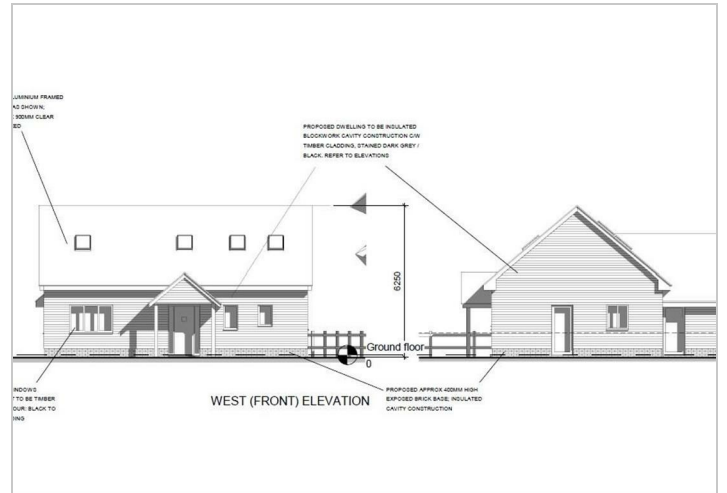 UMINIUM FRAMED
AS SHOWN;
900MM CLEAR
ED
PROPOSED DWELLING TO BE INSULATED
BLOCKWORK CAVITY CONSTRUCTION C/W
TIMBER CLADDING, STAINED DARK GREY /
BLACK. REFER TO ELEVATIONS
6250
Ground floor
0
INDOWS
TO BE TIMBER
OUR: BLACK TO
ING
WEST (FRONT) ELEVATION
PROPOSED APPROX 400MM HIGH
EXPOSED BRICK BASE; INSULATED
CAVITY CONSTRUCTION